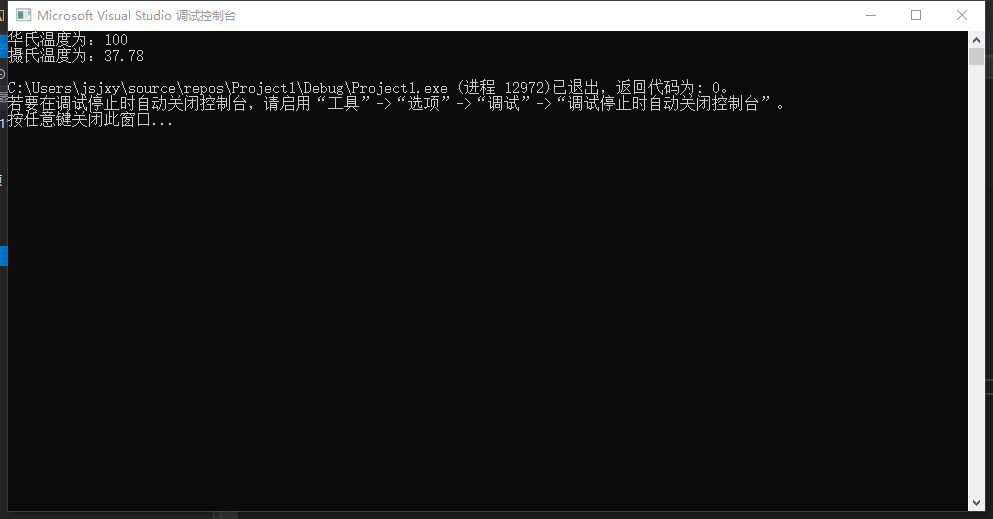 Microsoft Visual Studio 调试控制台
华氏温度为：100
摄氏温度为：37.78
C:\Users\jsjxy\source\repos\Project1\Debug\Project1.exe (进程 12972)已退出，返回代码为: 0。
若要在调试停止时自动关闭控制台，请启用“工具”->“选项”->“调试”->“调试停止时自动关闭控制台”。
按任意键关闭此窗口...